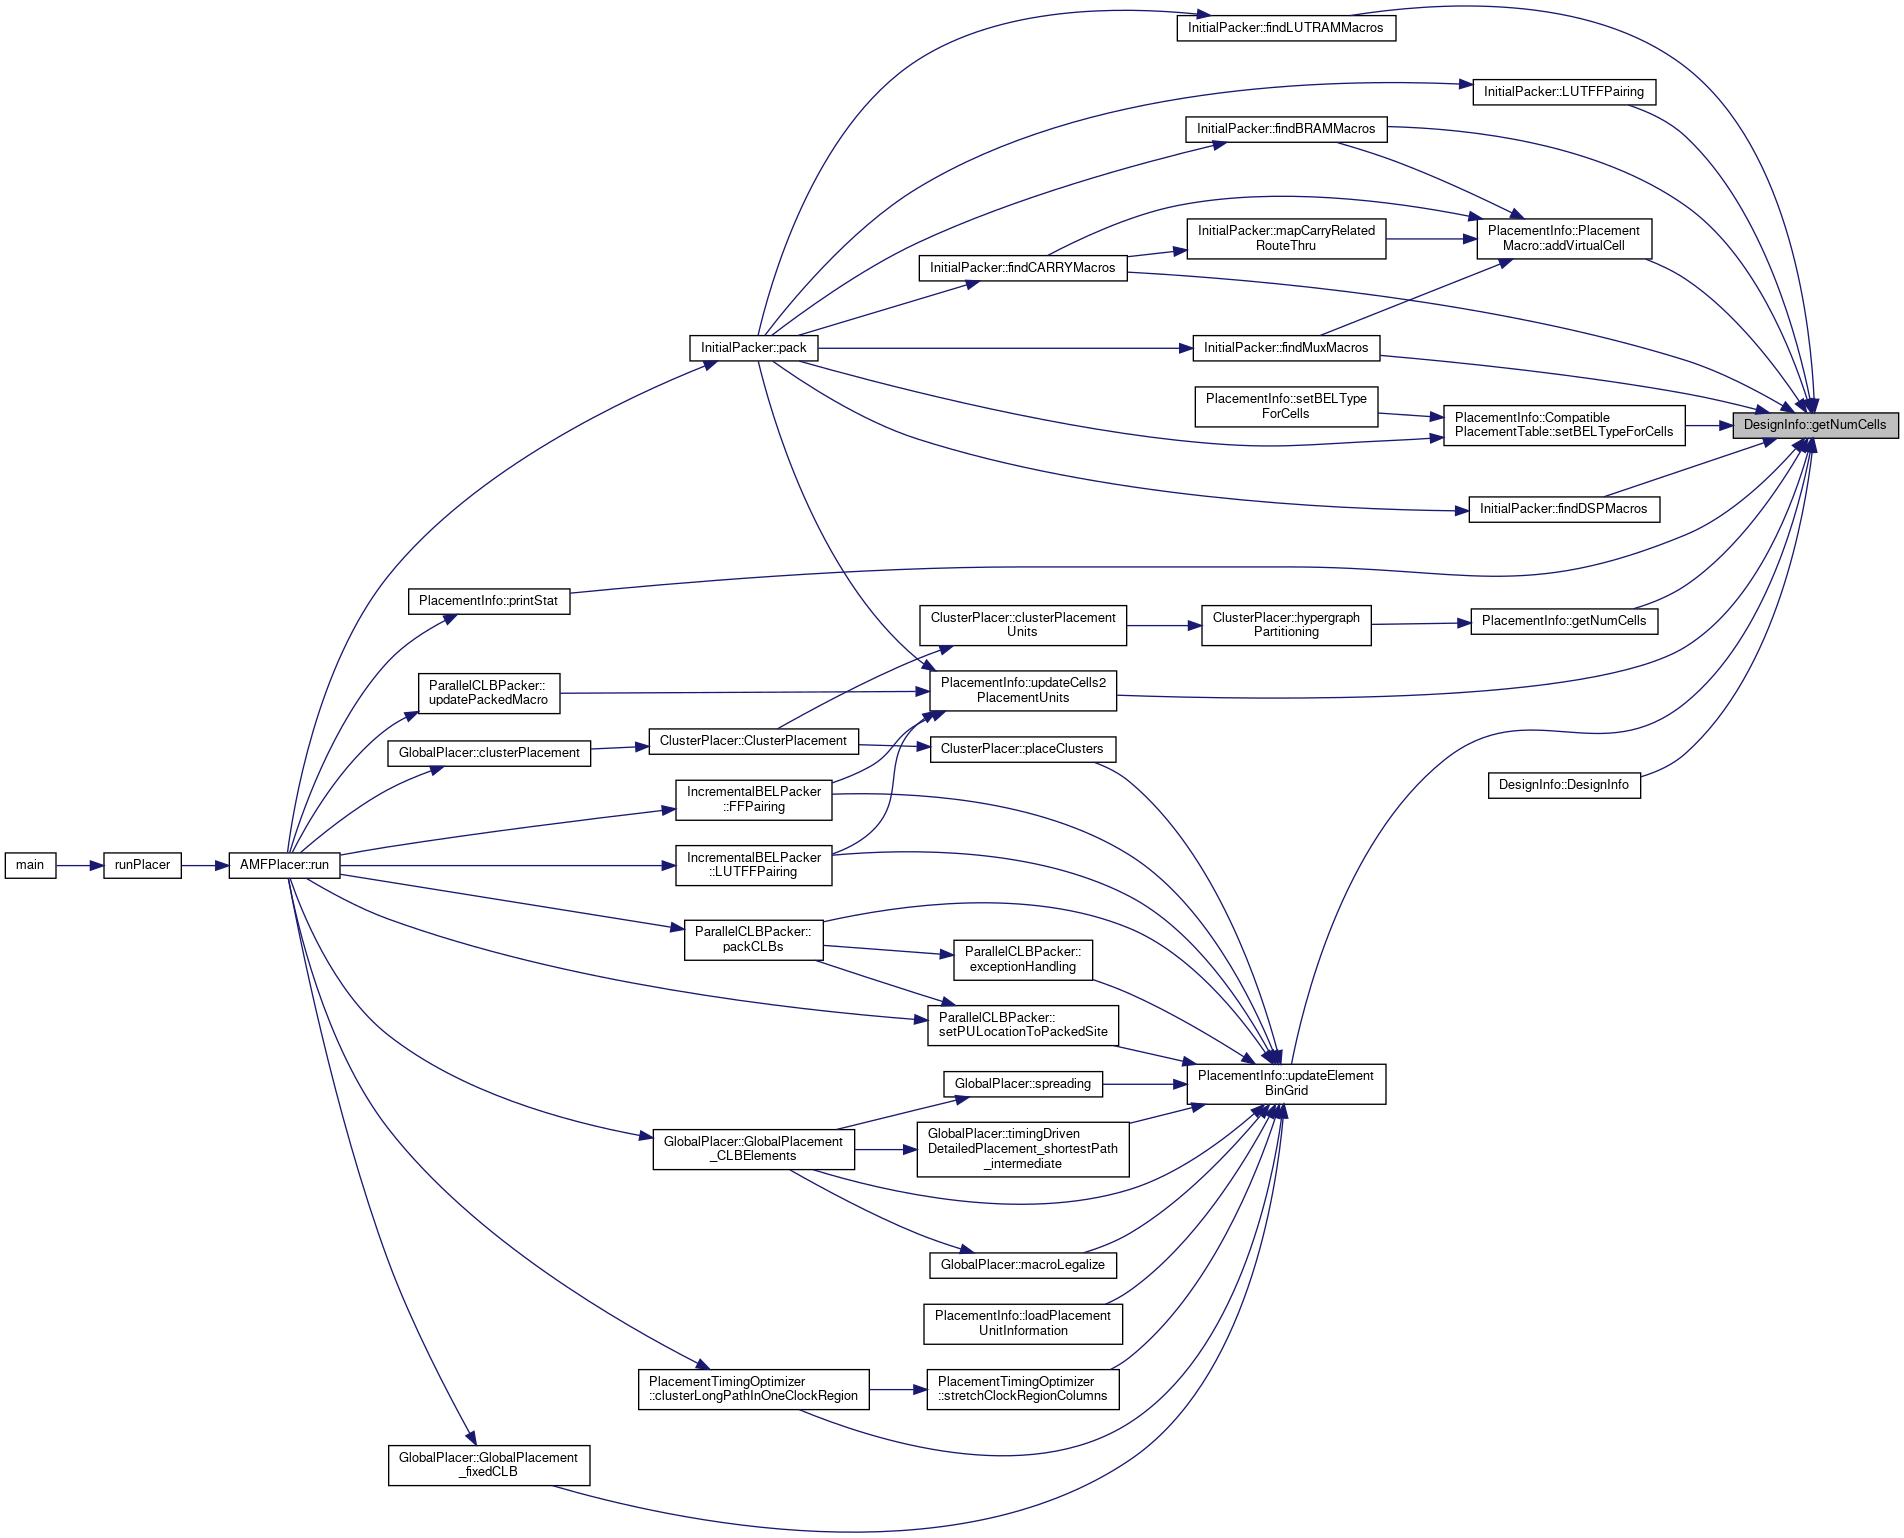 InitialPacker::findLUTRAMMacros
InitialPacker::LUTFFPairing
InitialPacker::findBRAMMacros
InitialPacker::mapCarryRelated
RouteThru
PlacementInfo::Placement
Macro::addVirtualCell
InitialPacker::findCARRYMacros
InitialPacker::pack
InitialPacker::findMuxMacros
PlacementInfo::setBELType
ForCells
PlacementInfo::Compatible
PlacementTable::setBELTypeForCells
DesignInfo::getNumCells
InitialPacker::findDSPMacros
PlacementInfo::printStat
ClusterPlacer::clusterPlacement
Units
ClusterPlacer::hypergraph
Partitioning
PlacementInfo::getNumCells
ParallelCLBPacker::
updatePackedMacro
PlacementInfo::updateCells2
PlacementUnits
GlobalPlacer::clusterPlacement
ClusterPlacer::ClusterPlacement
ClusterPlacer::placeClusters
IncrementalBELPacker
::FFPairing
DesignInfo::DesignInfo
main
runPlacer
AMFPlacer::run
IncrementalBELPacker
::LUTFFPairing
ParallelCLBPacker::
packCLBs
ParallelCLBPacker::
exceptionHandling
ParallelCLBPacker::
setPULocationToPackedSite
PlacementInfo::updateElement
BinGrid
GlobalPlacer::spreading
GlobalPlacer::GlobalPlacement
_CLBElements
GlobalPlacer::timingDriven
DetailedPlacement_shortestPath
_intermediate
GlobalPlacer::macroLegalize
PlacementInfo::loadPlacement
UnitInformation
PlacementTimingOptimizer
::clusterLongPathInOneClockRegion
PlacementTimingOptimizer
::stretchClockRegionColumns
GlobalPlacer::GlobalPlacement
_fixedCLB